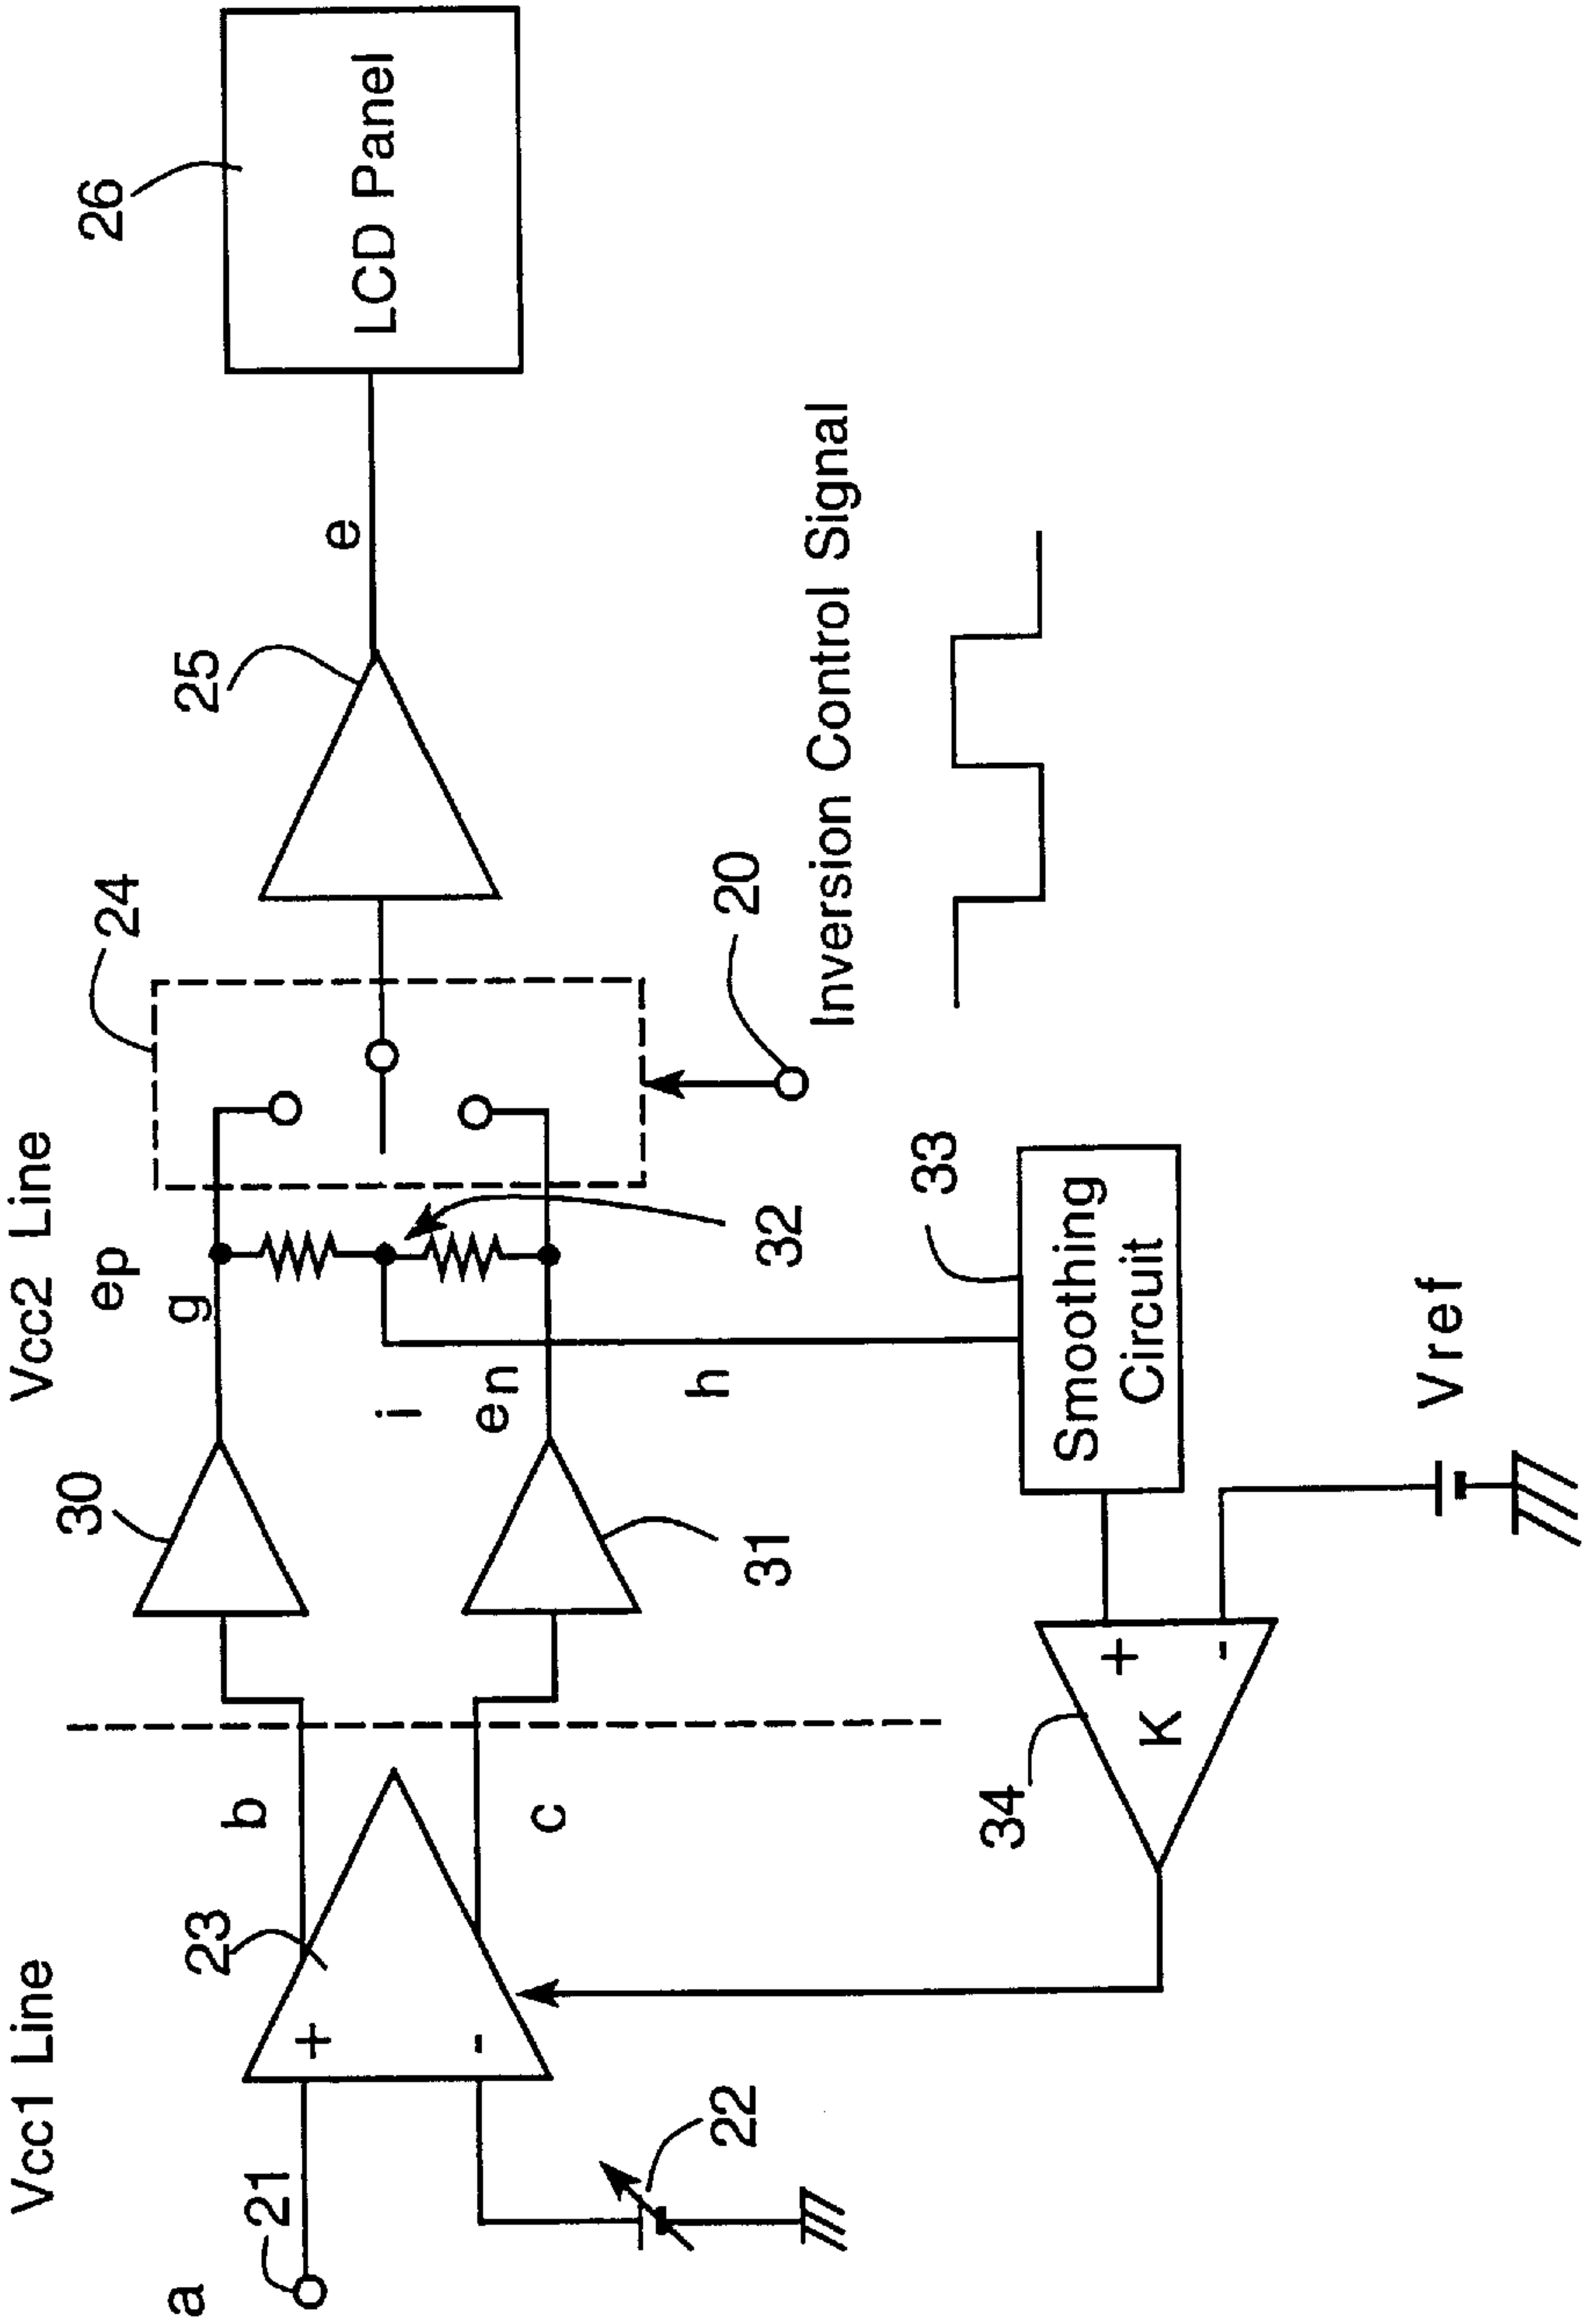 Vcc1 Line
Vcc2 Line
a
21
22
23
+
-
b
c
30
31
ep
g
i
en
h
32
24
20
25
e
26
LCD Panel
Inversion Control Signal
33
Smoothing
Circuit
34
K
+
-
Vref